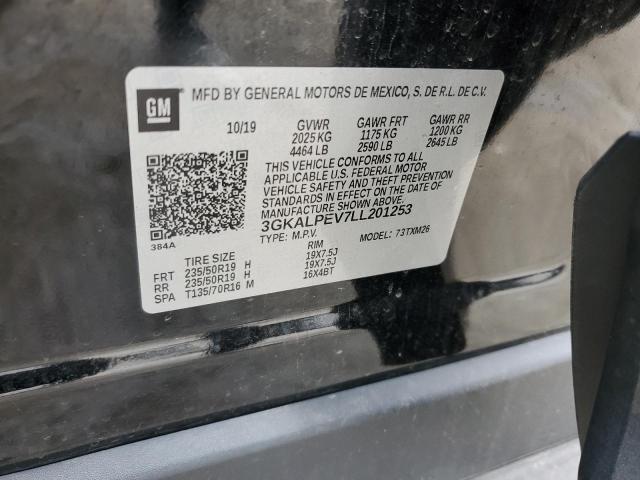 GM
MFD BY GENERAL MOTORS DE MEXICO, S. DE R.L. DE C.V.
10/19 GVWR GAWR FRT GAWR RR
2025 KG 1175 KG 1200 KG
4464 LB 2590 LB 2645 LB
THIS VEHICLE CONFORMS TO ALL
APPLICABLE U.S. FEDERAL MOTOR
VEHICLE SAFETY AND THEFT PREVENTION
STANDARDS IN EFFECT ON THE DATE OF
MANUFACTURE SHOWN ABOVE.
3GKALPEV7LL201253
TYPE: M.P.V. MODEL: 73TXM26
384A
TIRE SIZE RIM
FRT 235/50R19 H 19X7.5J
RR 235/50R19 H 19X7.5J
SPA T135/70R16 M 16X4BT